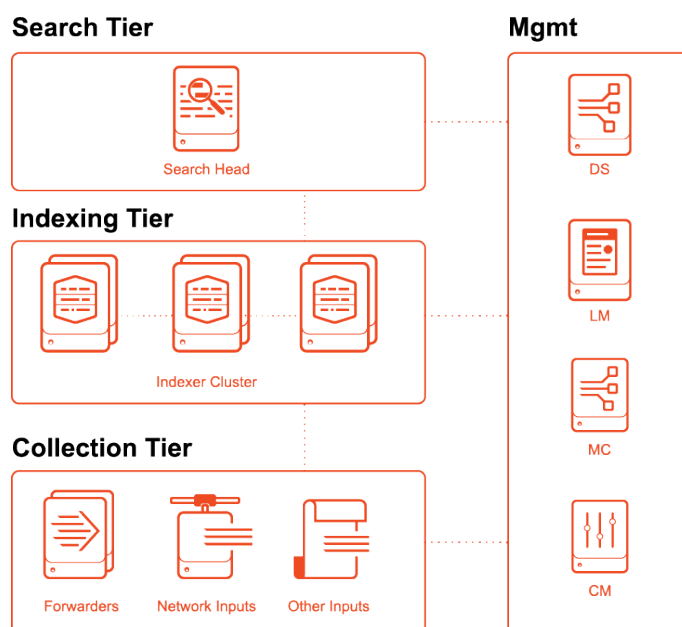 Search Tier
Mgmt
Search Head
DS
Indexing Tier
LM
Indexer Cluster
MC
Collection Tier
Forwarders
Network Inputs
Other Inputs
CM